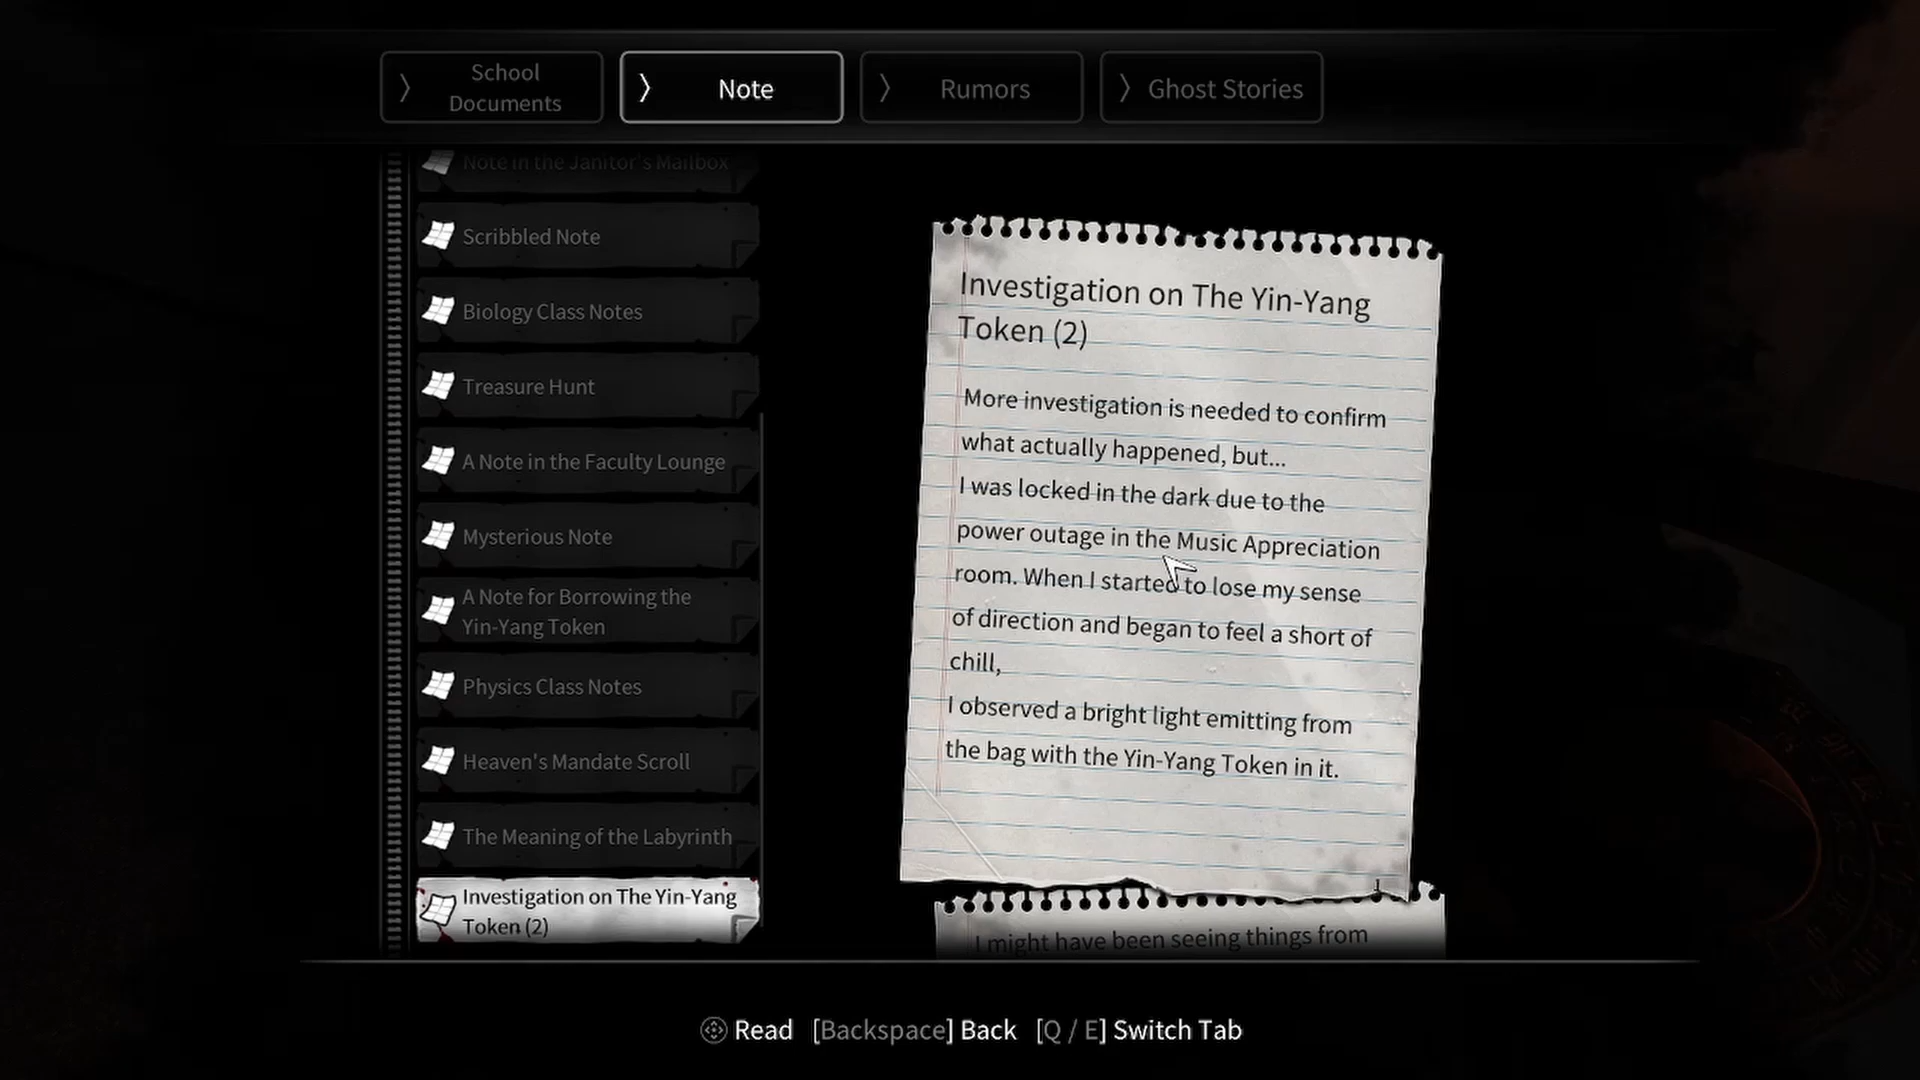 School
Documents
Note
Rumors
Ghost Stories
Note in the Janitor's Mailbox
Scribbled Note
Biology Class Notes
Treasure Hunt
A Note in the Faculty Lounge
Mysterious Note
A Note for Borrowing the
Yin-Yang Token
Physics Class Notes
Heaven's Mandate Scroll
The Meaning of the Labyrinth
Investigation on The Yin-Yang
Token (2)
Investigation on The Yin-Yang
Token (2)
More investigation is needed to confirm
what actually happened, but...
I was locked in the dark due to the
power outage in the Music Appreciation
room. When I started to lose my sense
of direction and began to feel a short of
chill,
I observed a bright light emitting from
the bag with the Yin-Yang Token in it.
1
I might have been seeing things from
Read [Backspace] Back [Q / E] Switch Tab